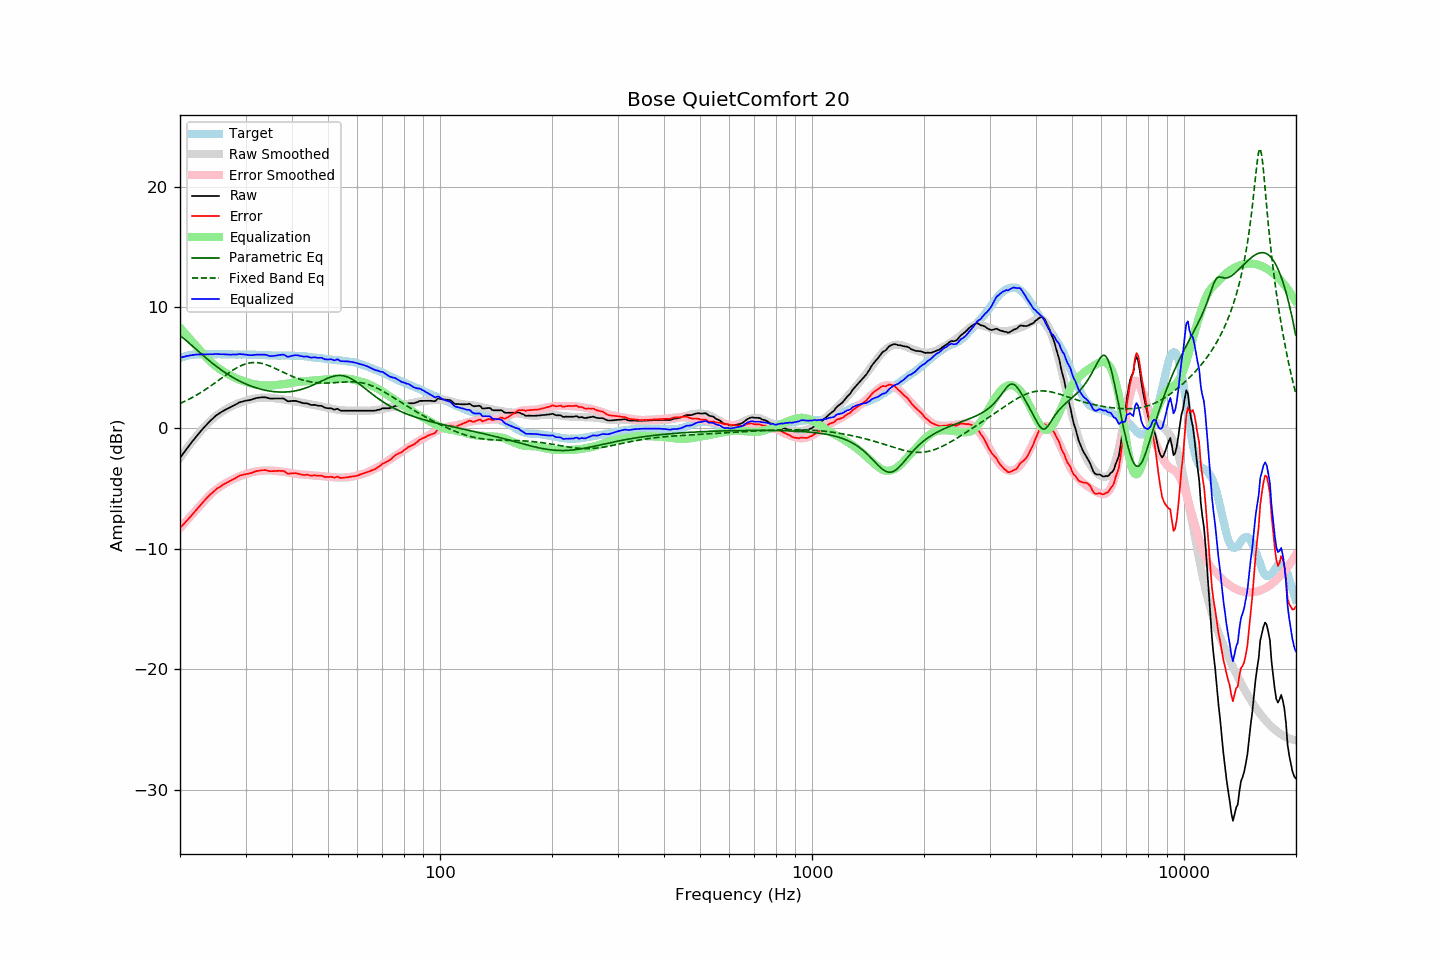 Bose QuietComfort 20
Target
Raw Smoothed
Error Smoothed
Raw
Error
Equalization
Parametric Eq
Fixed Band Eq
Equalized
20
10
0
−10
−20
−30
Amplitude (dBr)
100
1000
10000
Frequency (Hz)